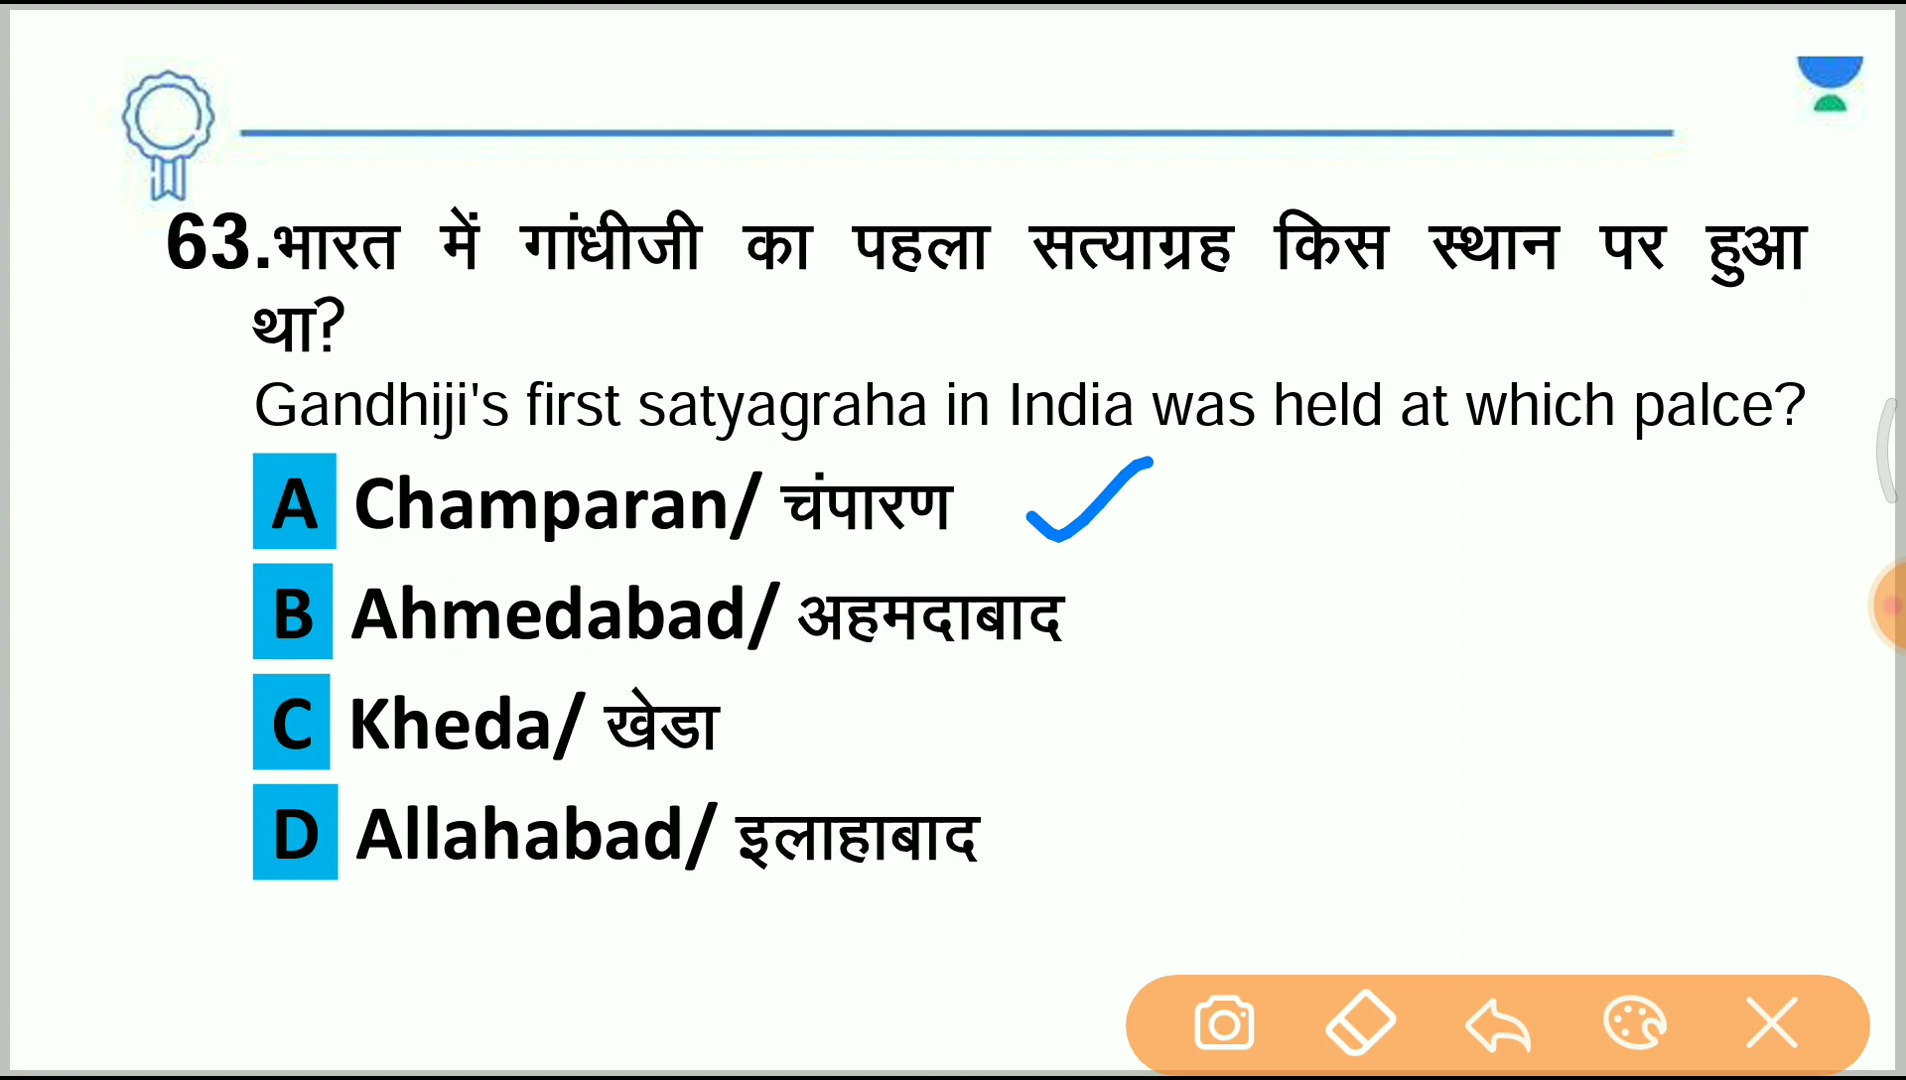 63.भारत में गांधीजी का पहला सत्याग्रह किस स्थान पर हुआ
था?
Gandhiji's first satyagraha in India was held at which palce?
A Champaran/ चंपारण
B Ahmedabad/ अहमदाबाद
C Kheda/ खेडा
D Allahabad/ इलाहाबाद